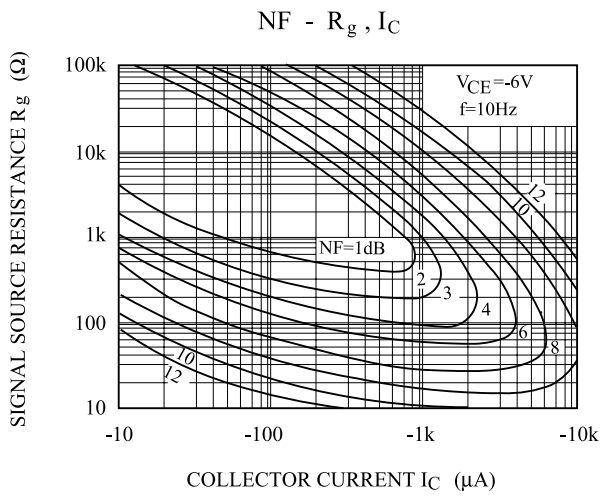 NF - Rg , IC
SIGNAL SOURCE RESISTANCE Rg (Ω)
100k
10k
1k
100
10
VCE=-6V
f=10Hz
12
10
NF=1dB
2
3
4
6
8
10
12
-10
-100
-1k
-10k
COLLECTOR CURRENT IC (μA)